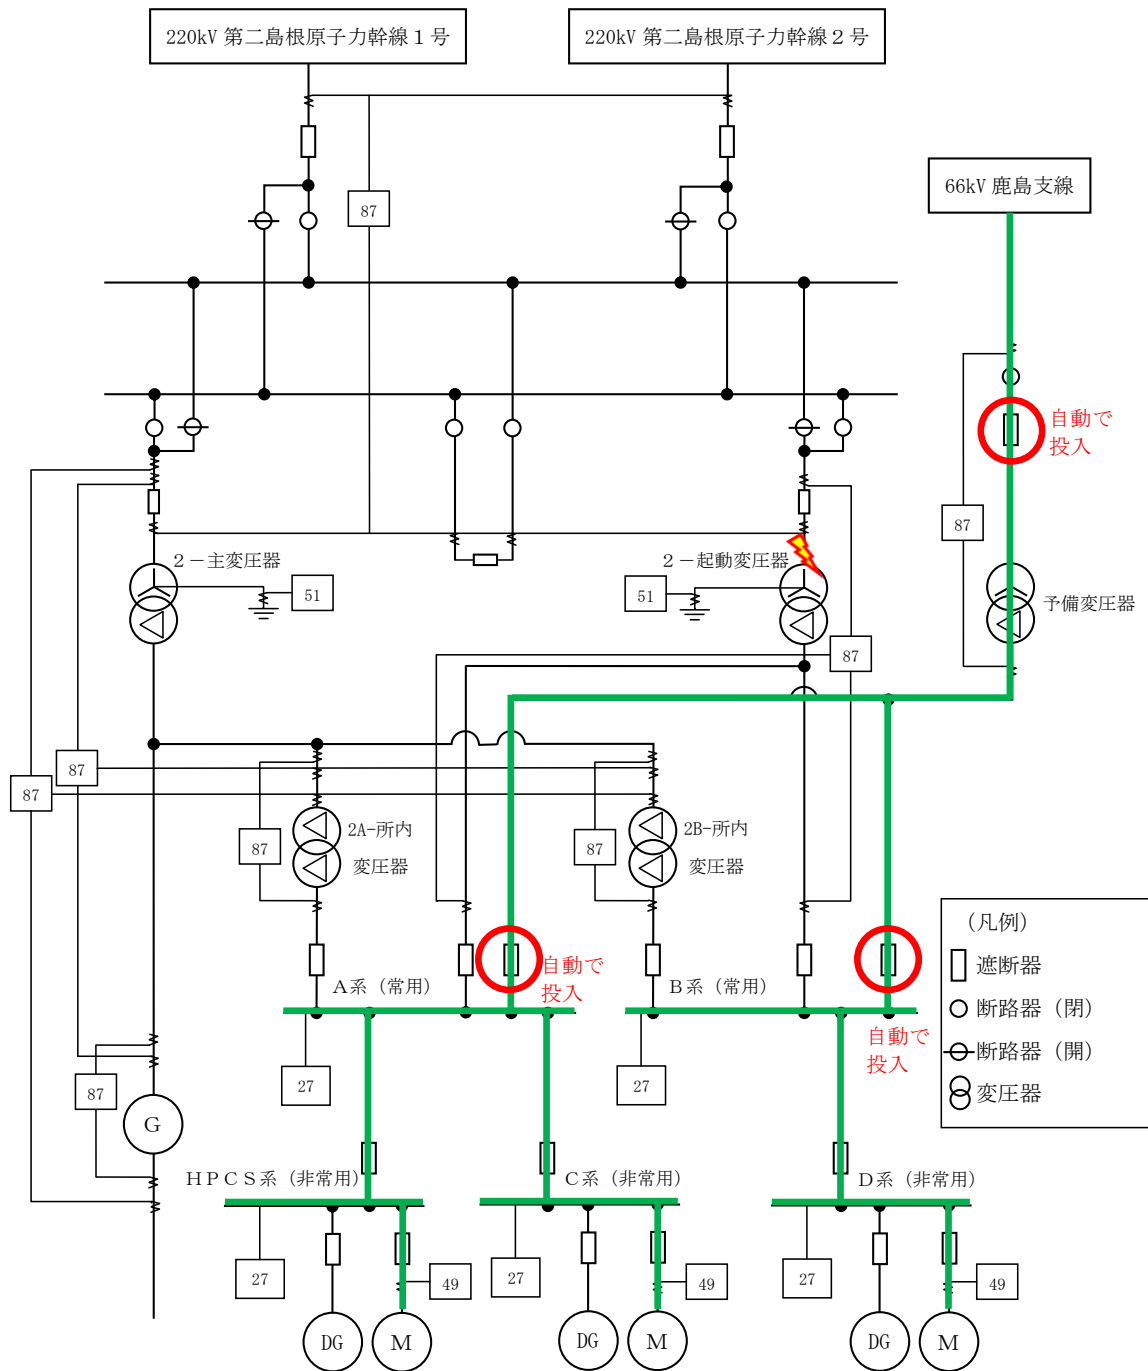 220kV 第二島根原子力幹線１号
220kV 第二島根原子力幹線２号
66kV 鹿島支線
87
自動で
投入
87
２－主変圧器
51
２－起動変圧器
51
予備変圧器
87
87
87
2A-所内
変圧器
87
2B-所内
変圧器
87
（凡例）
遮断器
断路器（閉）
断路器（開）
変圧器
A系（常用）
自動で
投入
B系（常用）
自動で
投入
27
27
87
G
ＨＰＣＳ系（非常用）
C系（非常用）
D系（非常用）
27
49
27
49
27
49
DG
M
DG
M
DG
M